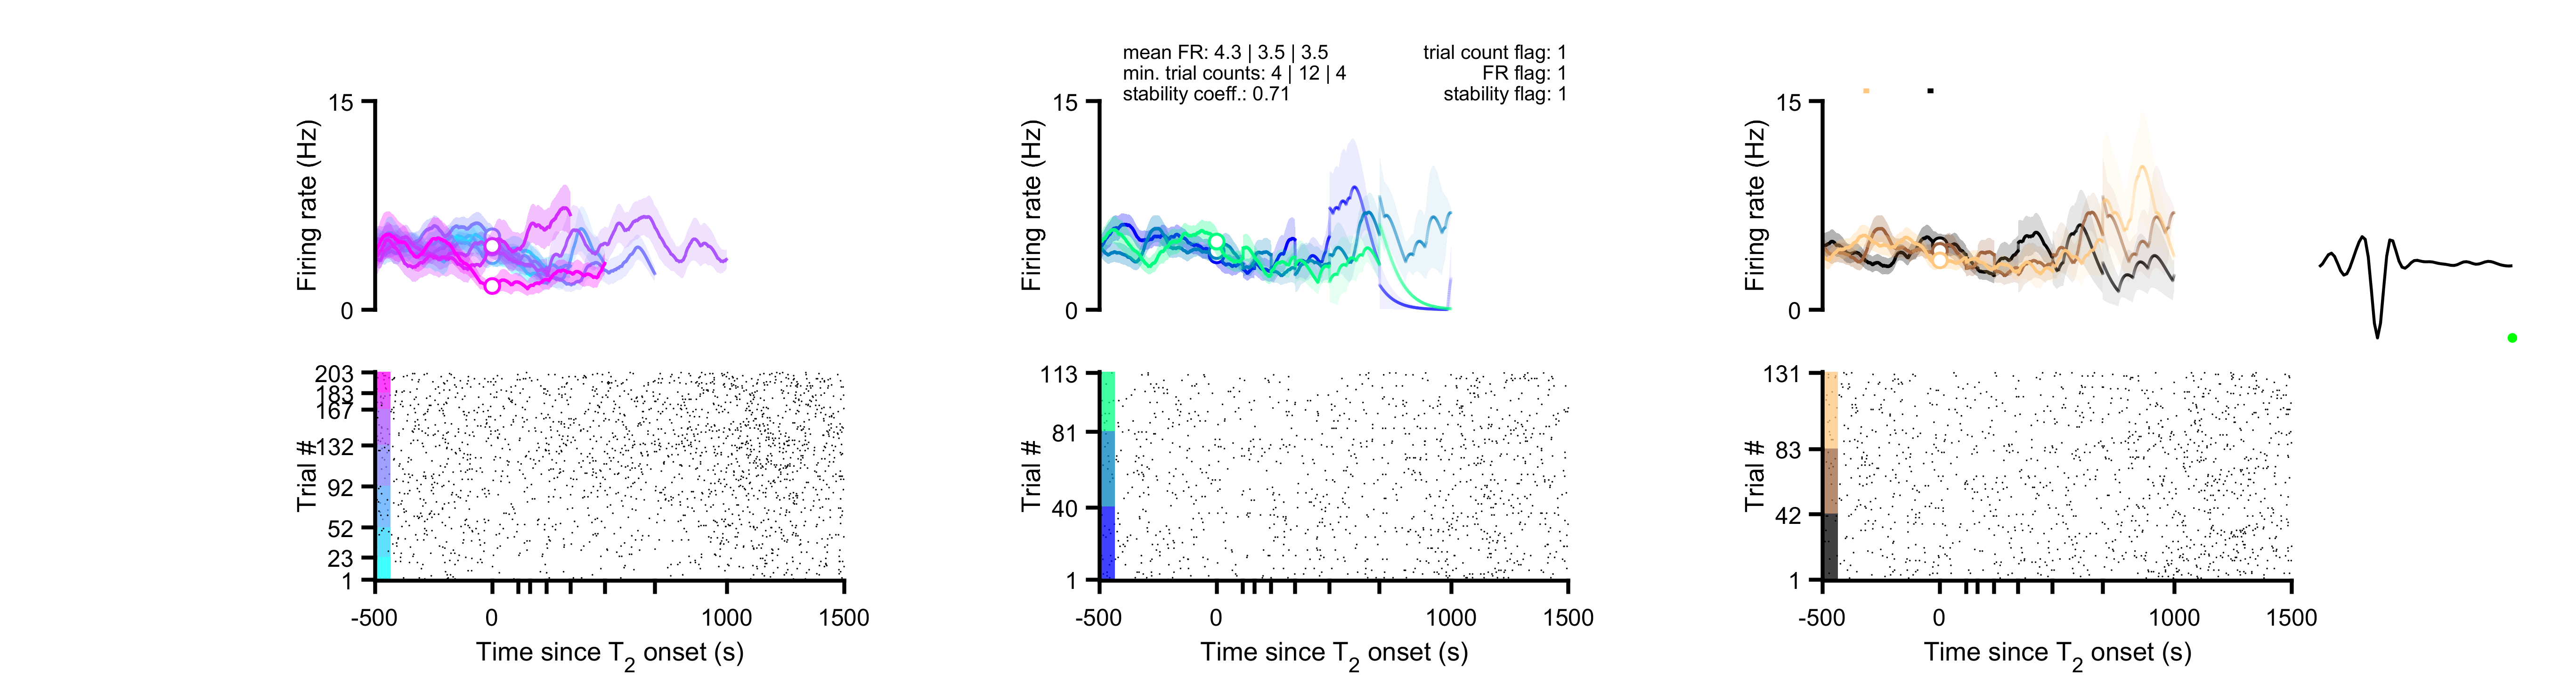 mean FR: 4.3 | 3.5 | 3.5
min. trial counts: 4 | 12 | 4
stability coeff.: 0.71
trial count flag: 1
FR flag: 1
stability flag: 1
15
Firing rate (Hz)
0
203
183
167
132
92
52
23
1
Trial #
-500
0
1000
1500
Time since T2 onset (s)
15
Firing rate (Hz)
0
113
81
40
1
Trial #
-500
0
1000
1500
Time since T2 onset (s)
15
Firing rate (Hz)
0
131
83
42
1
Trial #
-500
0
1000
1500
Time since T2 onset (s)